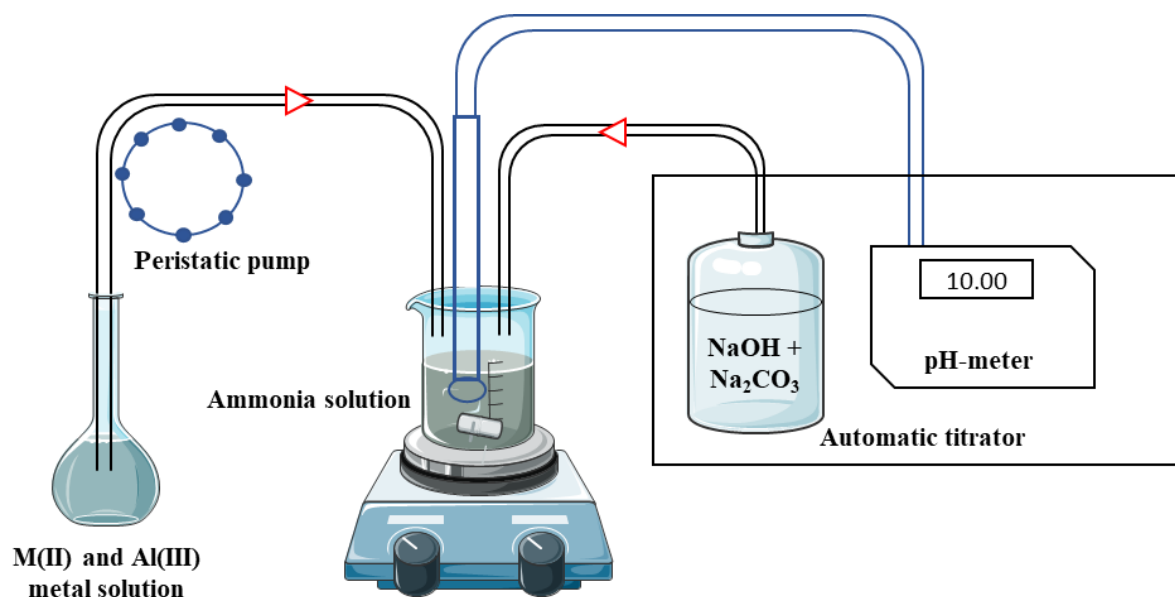 Peristatic pump
M(II) and Al(III)
metal solution
Ammonia solution
NaOH +
Na₂CO₃
10.00
pH-meter
Automatic titrator